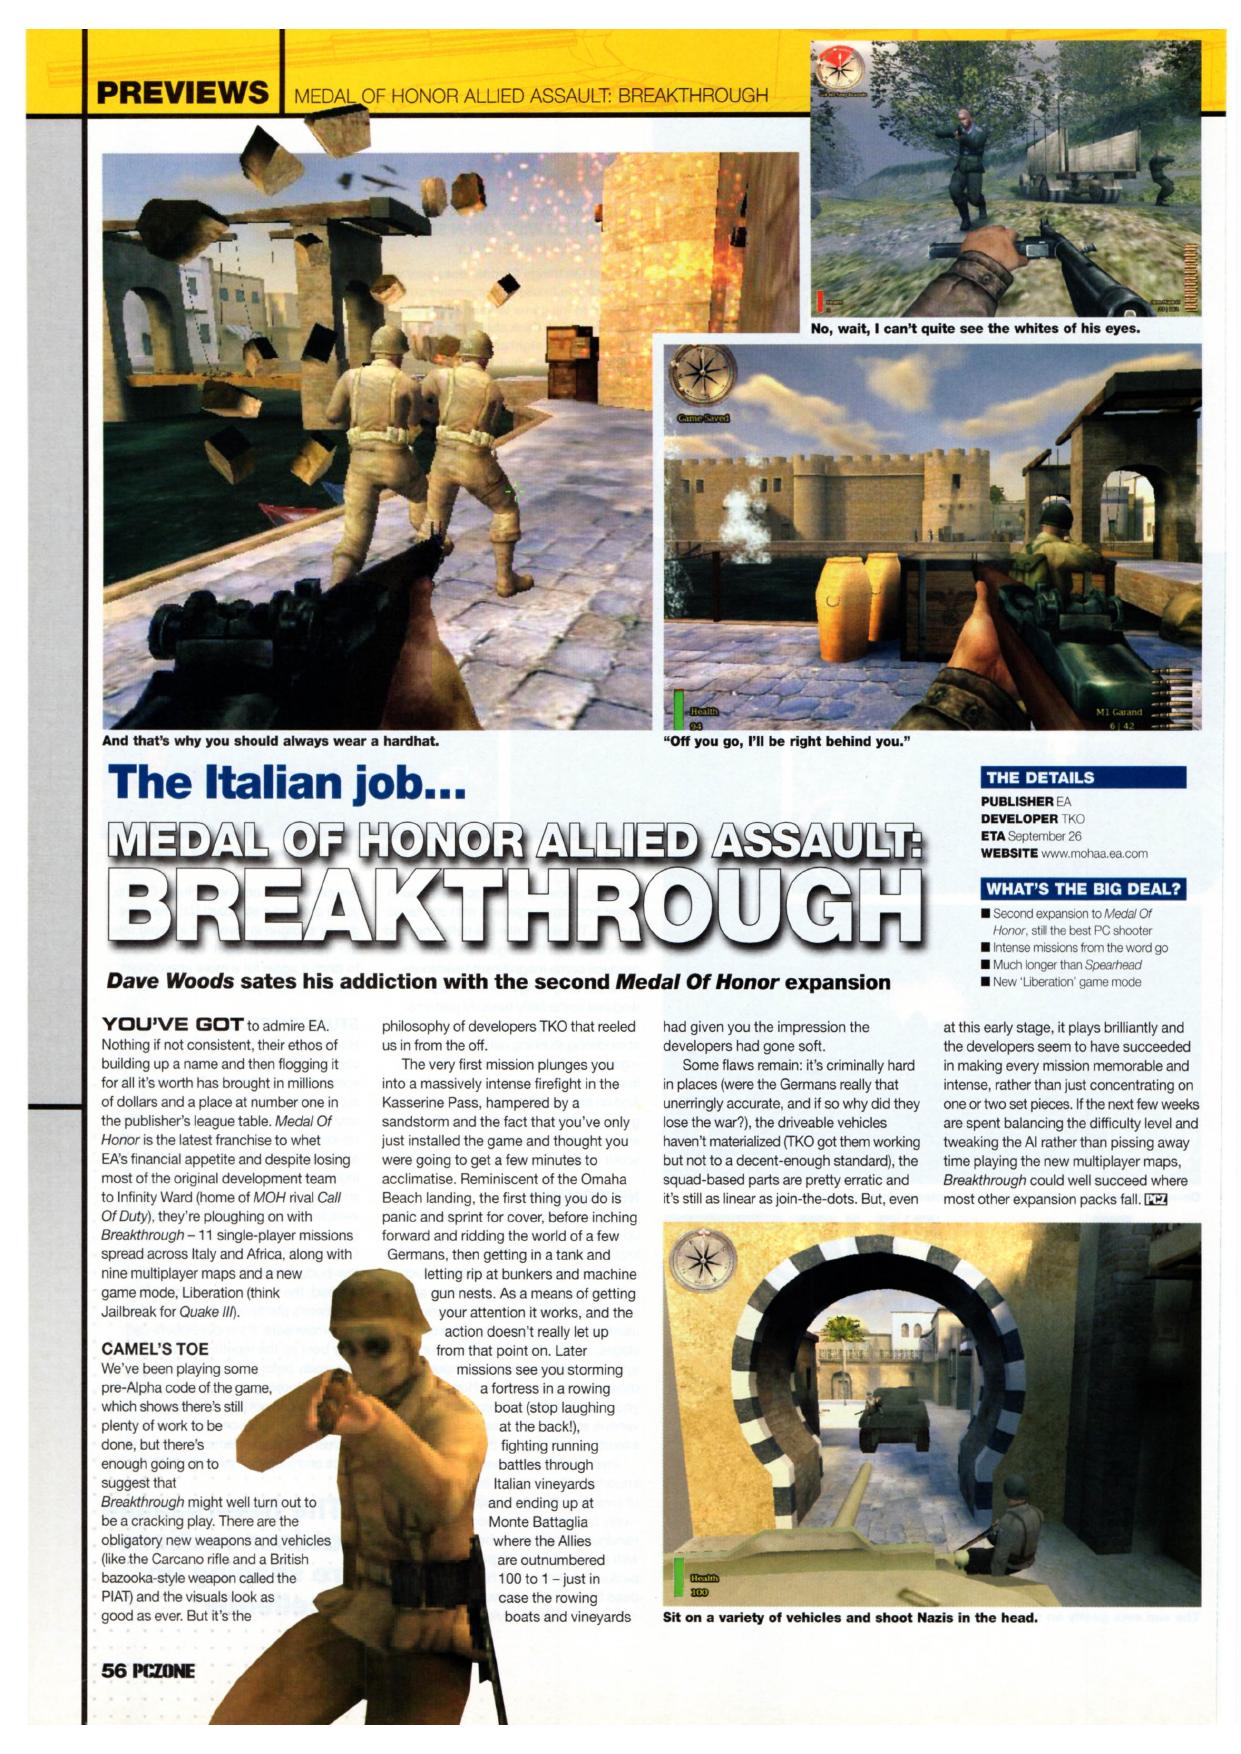 PREVIEWS
MEDAL OF HONOR ALLIED ASSAULT: BREAKTHROUGH
No, wait, I can't quite see the whites of his eyes.
Game Saved
Health
94
M1 Garand
6 | 42
And that's why you should always wear a hardhat.
“Off you go, I'll be right behind you.”
The Italian job...
MEDAL OF HONOR ALLIED ASSAULT:
BREAKTHROUGH
Dave Woods sates his addiction with the second Medal Of Honor expansion
THE DETAILS
PUBLISHER EA
DEVELOPER TKO
ETA September 26
WEBSITE www.mohaa.ea.com
WHAT'S THE BIG DEAL?
■ Second expansion to Medal Of
Honor, still the best PC shooter
■ Intense missions from the word go
■ Much longer than Spearhead
■ New 'Liberation' game mode
YOU'VE GOT to admire EA.
Nothing if not consistent, their ethos of
building up a name and then flogging it
for all it's worth has brought in millions
of dollars and a place at number one in
the publisher's league table. Medal Of
Honor is the latest franchise to whet
EA's financial appetite and despite losing
most of the original development team
to Infinity Ward (home of MOH rival Call
Of Duty), they're ploughing on with
Breakthrough – 11 single-player missions
spread across Italy and Africa, along with
nine multiplayer maps and a new
game mode, Liberation (think
Jailbreak for Quake III).
CAMEL'S TOE
We've been playing some
pre-Alpha code of the game,
which shows there's still
plenty of work to be
done, but there's
enough going on to
suggest that
Breakthrough might well turn out to
be a cracking play. There are the
obligatory new weapons and vehicles
(like the Carcano rifle and a British
bazooka-style weapon called the
PIAT) and the visuals look as
good as ever. But it's the
philosophy of developers TKO that reeled
us in from the off.
The very first mission plunges you
into a massively intense firefight in the
Kasserine Pass, hampered by a
sandstorm and the fact that you've only
just installed the game and thought you
were going to get a few minutes to
acclimatise. Reminiscent of the Omaha
Beach landing, the first thing you do is
panic and sprint for cover, before inching
forward and ridding the world of a few
Germans, then getting in a tank and
letting rip at bunkers and machine
gun nests. As a means of getting
your attention it works, and the
action doesn't really let up
from that point on. Later
missions see you storming
a fortress in a rowing
boat (stop laughing
at the back!),
fighting running
battles through
Italian vineyards
and ending up at
Monte Battaglia
where the Allies
are outnumbered
100 to 1 – just in
case the rowing
boats and vineyards
had given you the impression the
developers had gone soft.
Some flaws remain: it's criminally hard
in places (were the Germans really that
unerringly accurate, and if so why did they
lose the war?), the driveable vehicles
haven't materialized (TKO got them working
but not to a decent-enough standard), the
squad-based parts are pretty erratic and
it's still as linear as join-the-dots. But, even
at this early stage, it plays brilliantly and
the developers seem to have succeeded
in making every mission memorable and
intense, rather than just concentrating on
one or two set pieces. If the next few weeks
are spent balancing the difficulty level and
tweaking the AI rather than pissing away
time playing the new multiplayer maps,
Breakthrough could well succeed where
most other expansion packs fall. PCZ
Health
100
Sit on a variety of vehicles and shoot Nazis in the head.
56 PCZONE